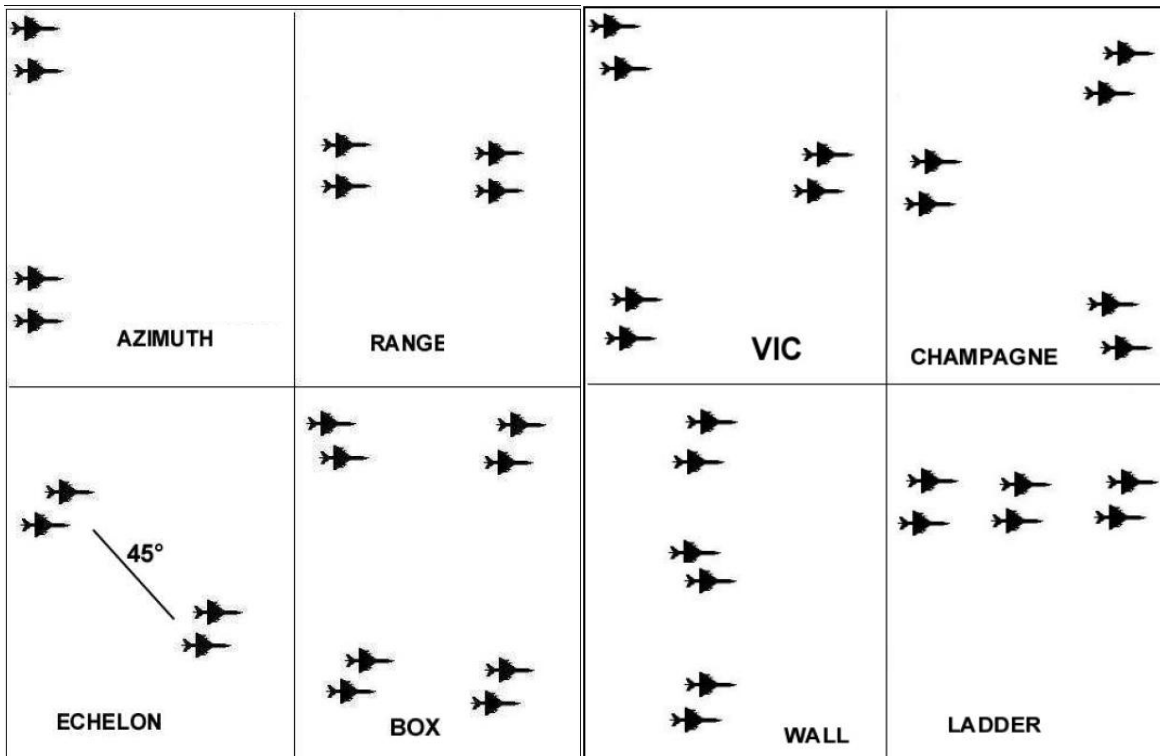 AZIMUTH
RANGE
VIC
CHAMPAGNE
45°
ECHELON
BOX
WALL
LADDER